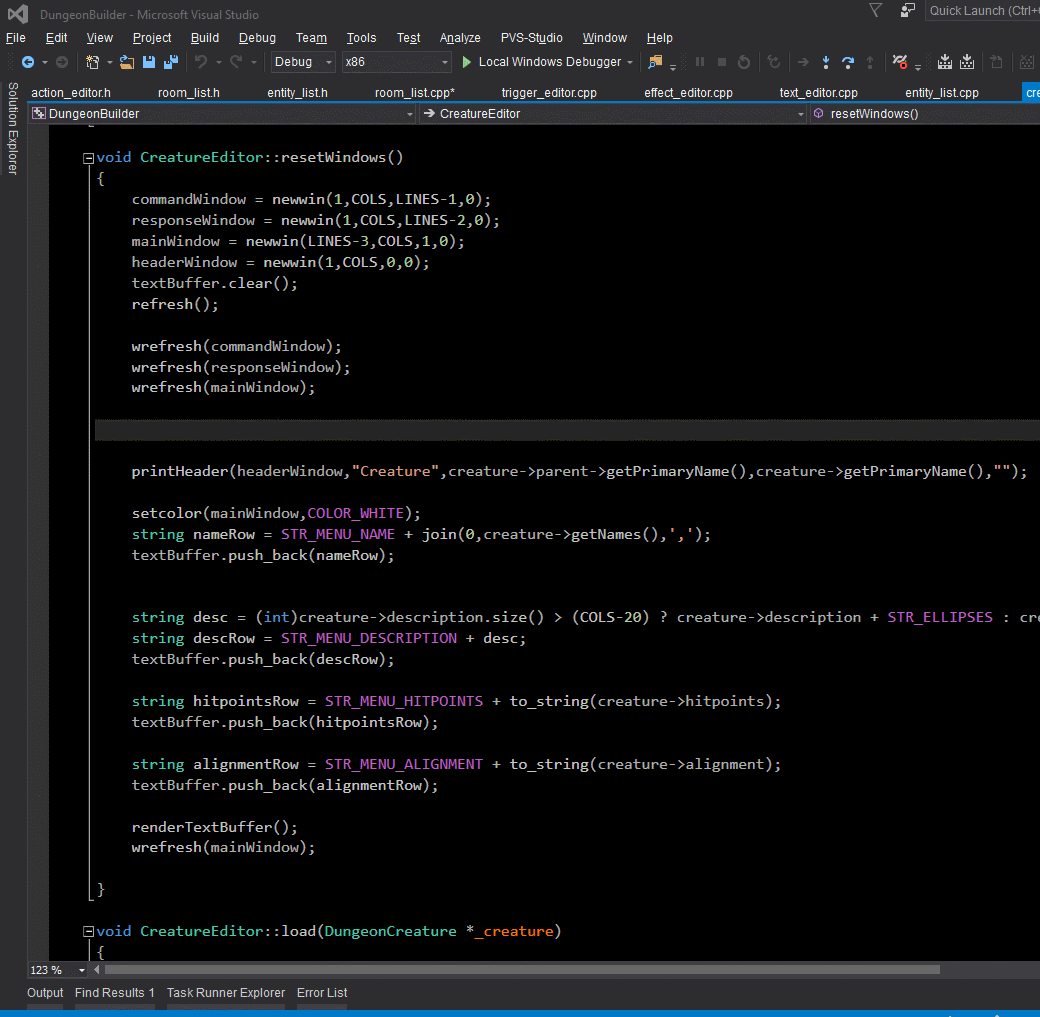 DungeonBuilder - Microsoft Visual Studio
Quick Launch (Ctrl+
File Edit View Project Build Debug Team Tools Test Analyze PVS-Studio Window Help
Debug x86 Local Windows Debugger
Solution Explorer
action_editor.h room_list.h entity_list.h room_list.cpp* trigger_editor.cpp effect_editor.cpp text_editor.cpp entity_list.cpp cre
DungeonBuilder CreatureEditor resetWindows()
void CreatureEditor::resetWindows()
{
commandWindow = newwin(1,COLS,LINES-1,0);
responseWindow = newwin(1,COLS,LINES-2,0);
mainWindow = newwin(LINES-3,COLS,1,0);
headerWindow = newwin(1,COLS,0,0);
textBuffer.clear();
refresh();
wrefresh(commandWindow);
wrefresh(responseWindow);
wrefresh(mainWindow);
printHeader(headerWindow,"Creature",creature->parent->getPrimaryName(),creature->getPrimaryName(),"");
setcolor(mainWindow,COLOR_WHITE);
string nameRow = STR_MENU_NAME + join(0,creature->getNames(),',');
textBuffer.push_back(nameRow);
string desc = (int)creature->description.size() > (COLS-20) ? creature->description + STR_ELLIPSES : cre
string descRow = STR_MENU_DESCRIPTION + desc;
textBuffer.push_back(descRow);
string hitpointsRow = STR_MENU_HITPOINTS + to_string(creature->hitpoints);
textBuffer.push_back(hitpointsRow);
string alignmentRow = STR_MENU_ALIGNMENT + to_string(creature->alignment);
textBuffer.push_back(alignmentRow);
renderTextBuffer();
wrefresh(mainWindow);
}
void CreatureEditor::load(DungeonCreature *_creature)
{
123 %
Output Find Results 1 Task Runner Explorer Error List